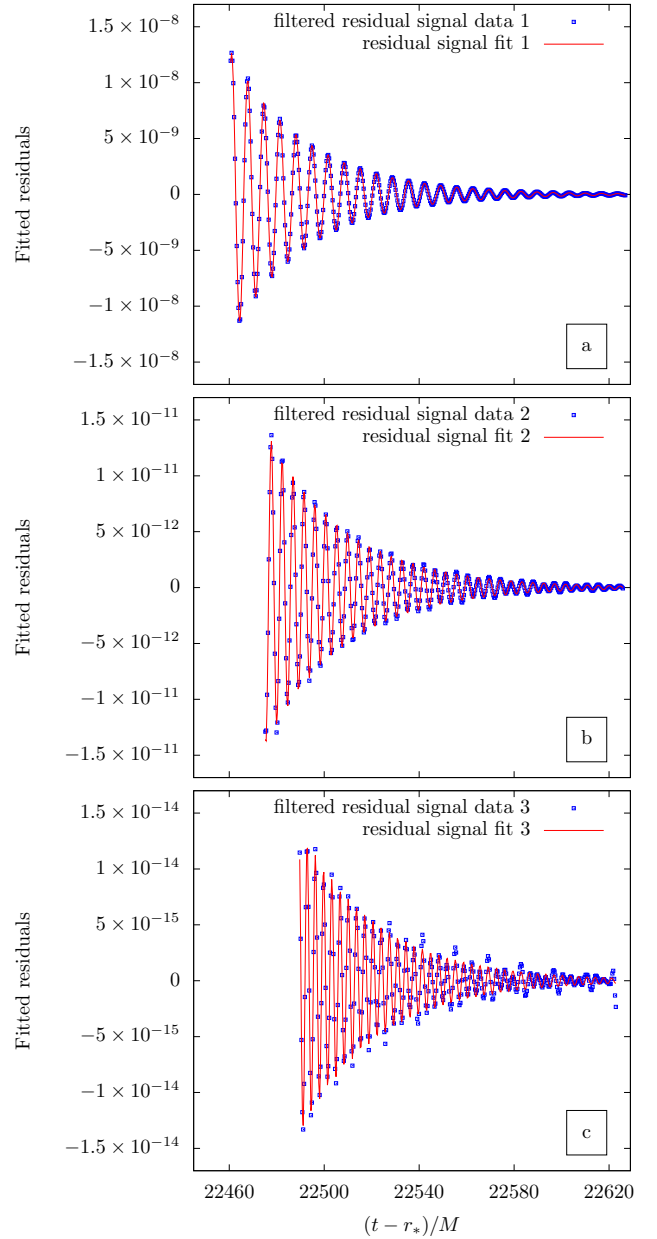 filtered residual signal data 1
residual signal fit 1
1.5 × 10⁻⁸
1 × 10⁻⁸
5 × 10⁻⁹
0
−5 × 10⁻⁹
−1 × 10⁻⁸
−1.5 × 10⁻⁸
Fitted residuals
a
filtered residual signal data 2
residual signal fit 2
1.5 × 10⁻¹¹
1 × 10⁻¹¹
5 × 10⁻¹²
0
−5 × 10⁻¹²
−1 × 10⁻¹¹
−1.5 × 10⁻¹¹
Fitted residuals
b
filtered residual signal data 3
residual signal fit 3
1.5 × 10⁻¹⁴
1 × 10⁻¹⁴
5 × 10⁻¹⁵
0
−5 × 10⁻¹⁵
−1 × 10⁻¹⁴
−1.5 × 10⁻¹⁴
Fitted residuals
c
22460 22500 22540 22580 22620
(t − r∗)/M